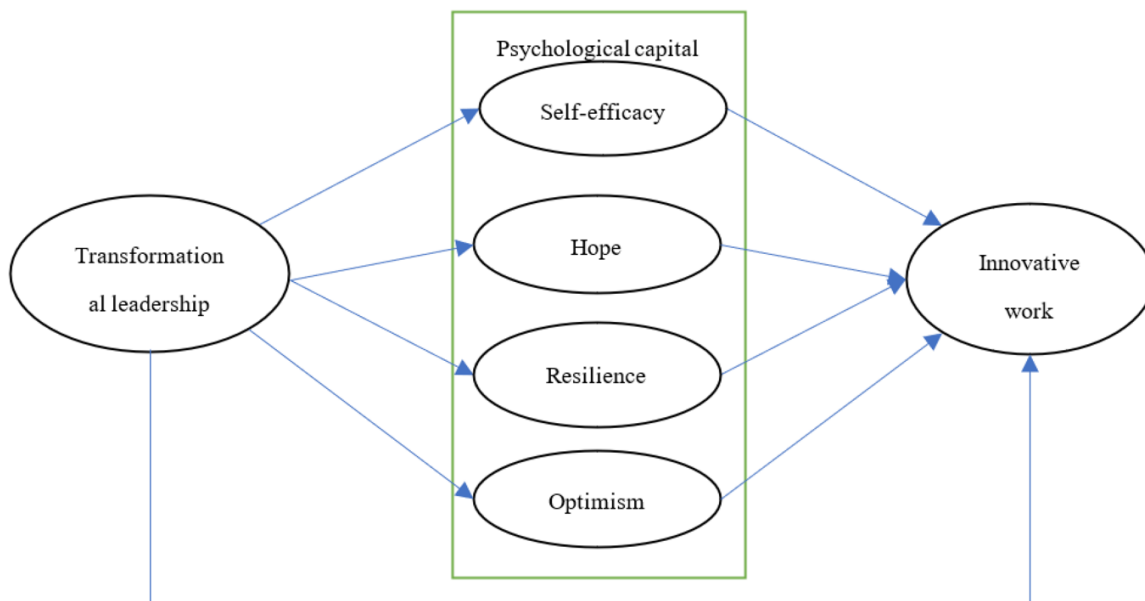 Psychological capital
Self-efficacy
Transformation
al leadership
Hope
Innovative
work
Resilience
Optimism